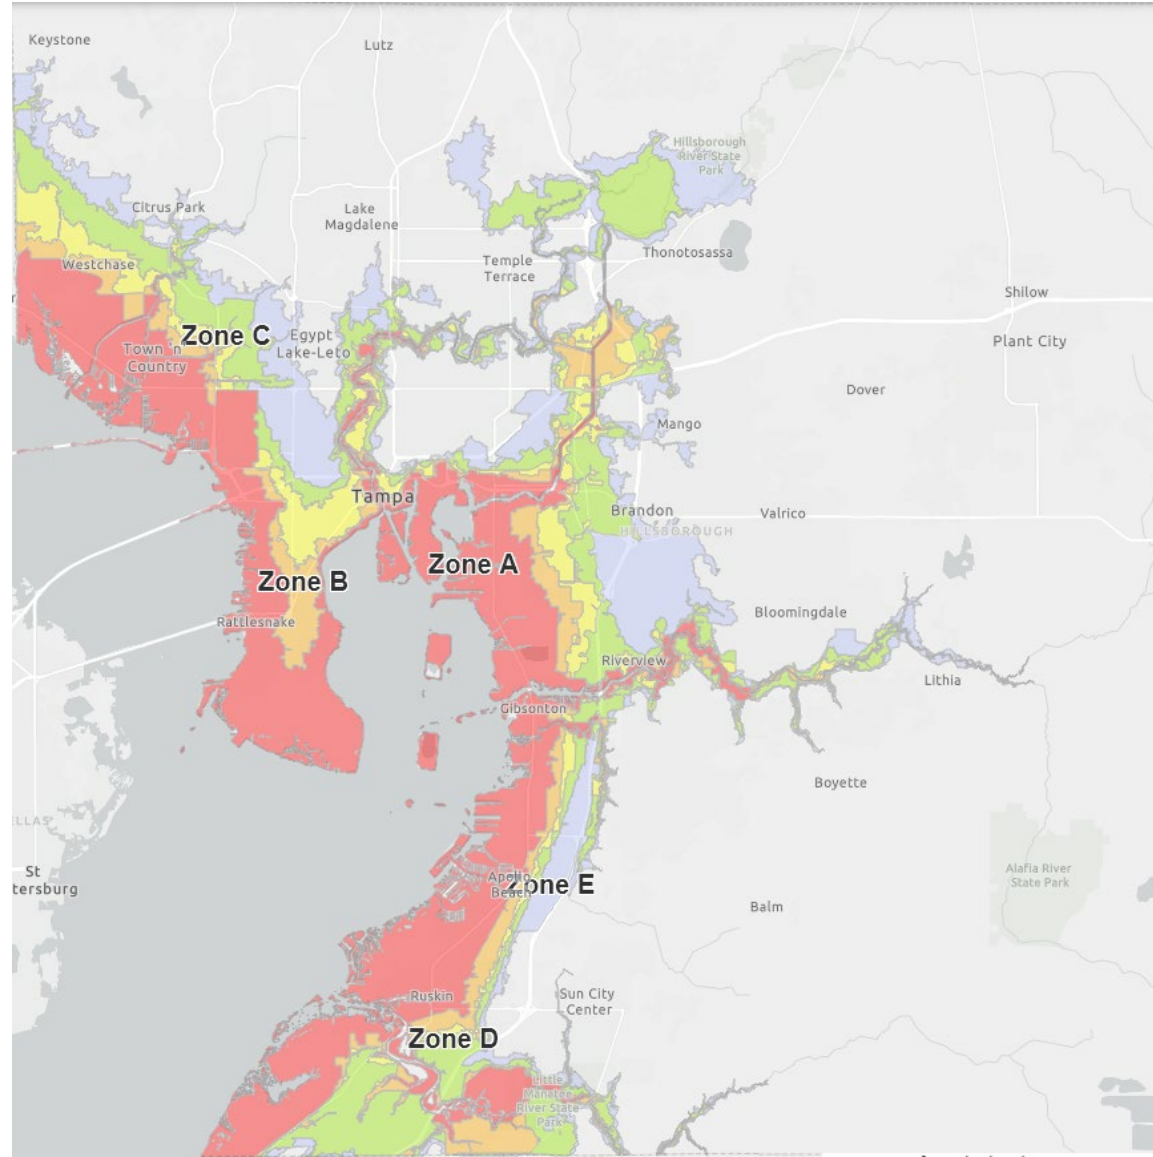 Keystone
Lutz
Hillsborough
River State
Park
Citrus Park
Lake
Magdalene
Thonotosassa
Westchase
Temple
Terrace
Shilow
Zone C
Egypt
Lake-Leto
Town n
Country
Plant City
Dover
Mango
Tampa
Brandon
Valrico
HILLSBOROUGH
Zone A
Zone B
Rattlesnake
Bloomingdale
Riverview
Lithia
Gibsonton
Boyette
ELLAS
St
tersburg
Apollo
Beach
Zone E
Alafia River
State Park
Balm
Ruskin
Sun City
Center
Zone D
Little
Manatee
River State
Park